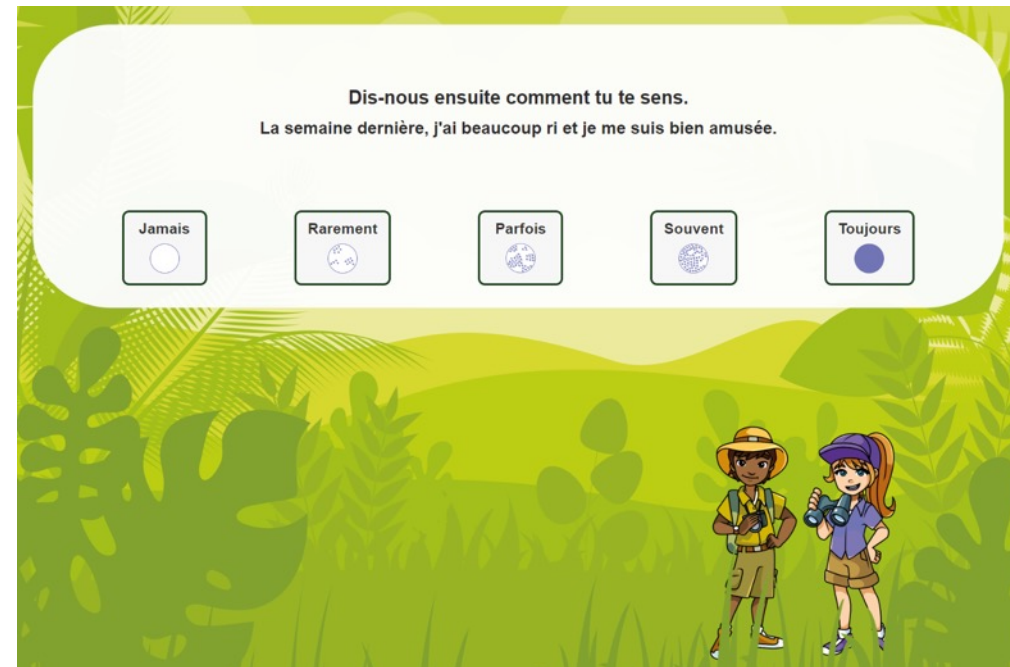 Dis-nous ensuite comment tu te sens.
La semaine dernière, j'ai beaucoup ri et je me suis bien amusée.
Jamais
Rarement
Parfois
Souvent
Toujours